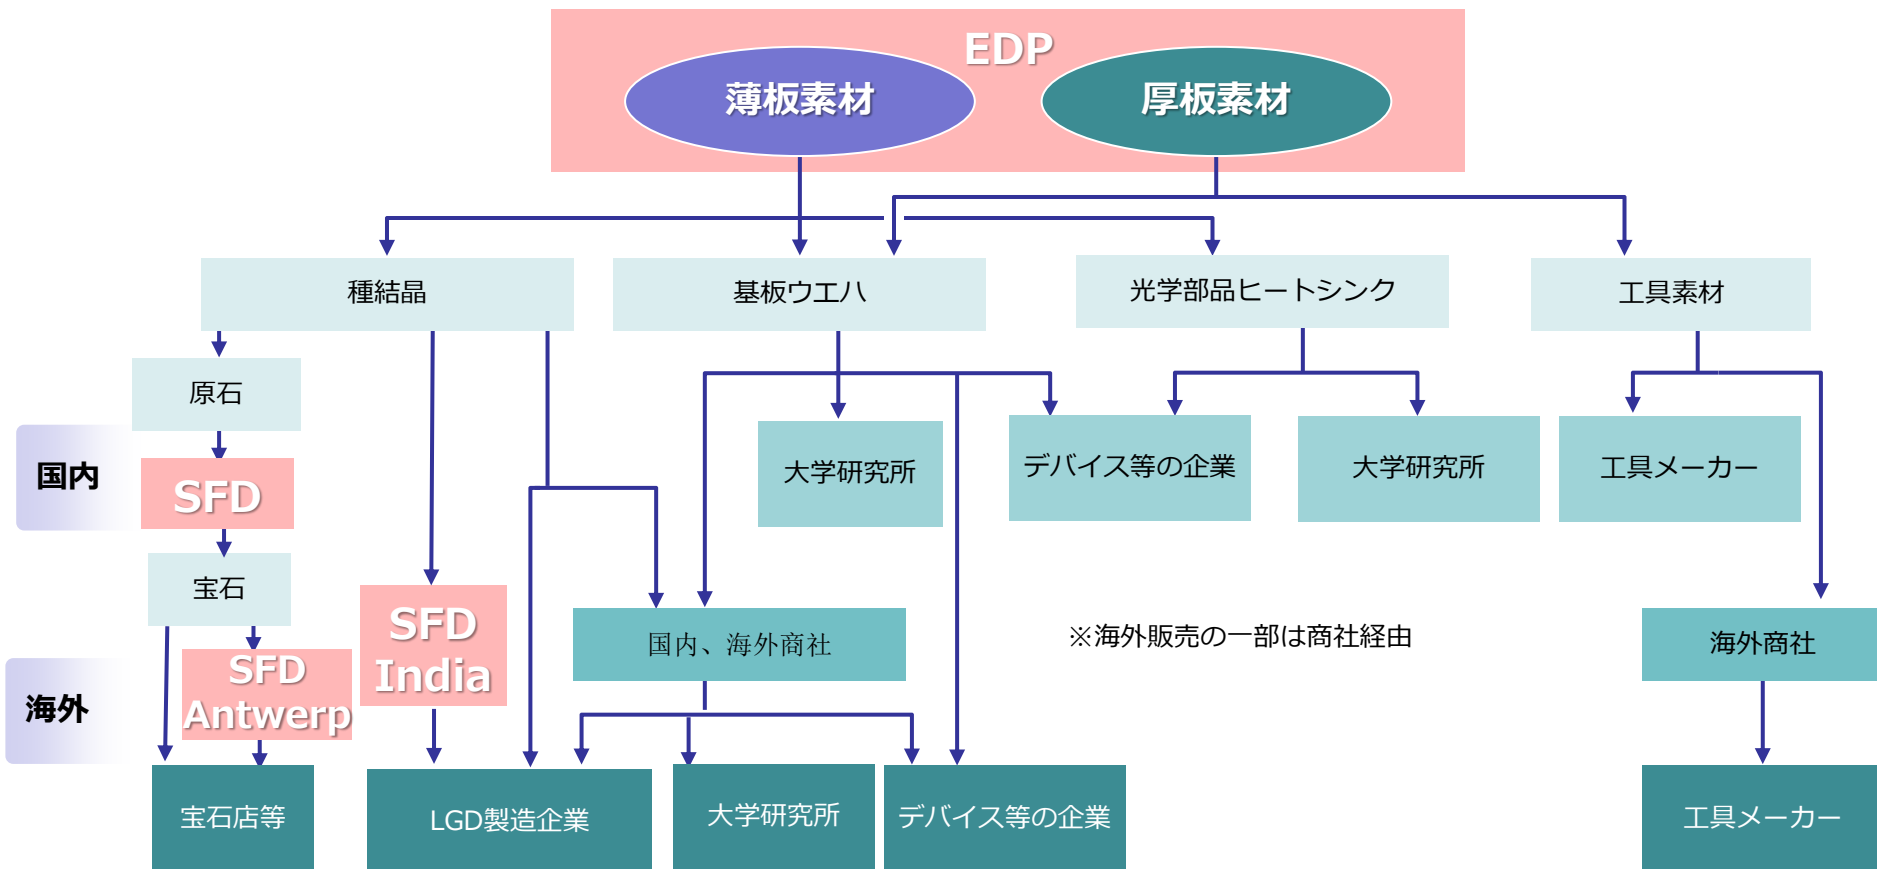 EDP
薄板素材
厚板素材
種結晶
基板ウエハ
光学部品ヒートシンク
工具素材
原石
国内
SFD
大学研究所
デバイス等の企業
大学研究所
工具メーカー
宝石
SFD
India
国内、海外商社
※海外販売の一部は商社経由
海外商社
海外
SFD
Antwerp
宝石店等
LGD製造企業
大学研究所
デバイス等の企業
工具メーカー